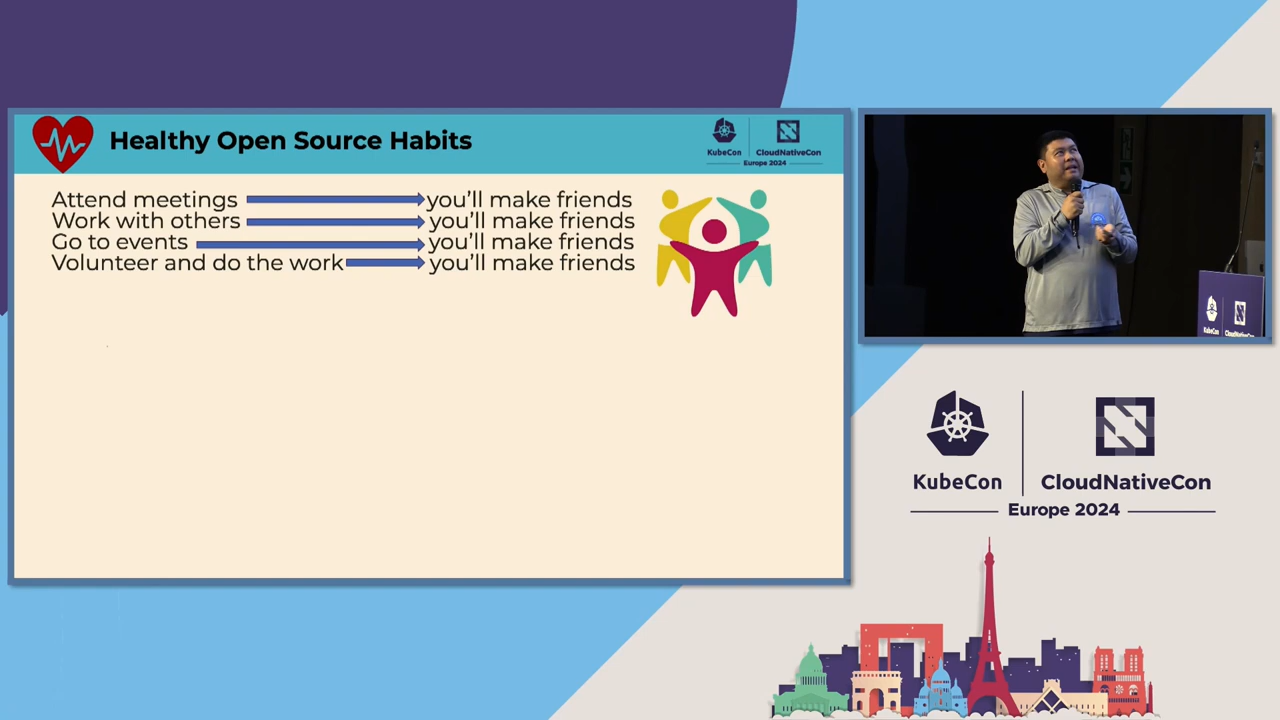 Healthy Open Source Habits
KubeCon
CloudNativeCon
Europe 2024
Attend meetings you'll make friends
Work with others you'll make friends
Go to events you'll make friends
Volunteer and do the work you'll make friends
KubeCon
CloudNativeCon
KubeCon
CloudNativeCon
Europe 2024